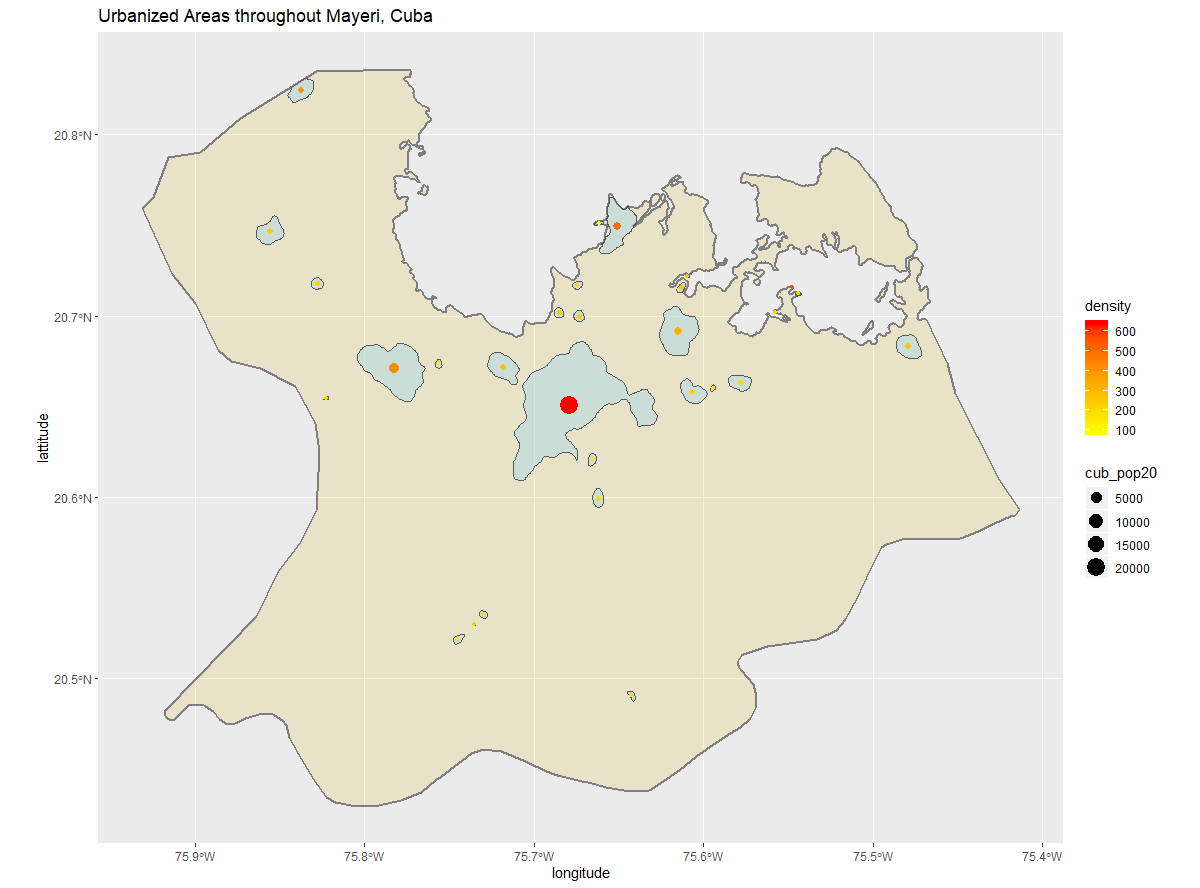 Urbanized Areas throughout Mayeri, Cuba
20.8°N
20.7°N
20.6°N
20.5°N
lattitude
75.9°W
75.8°W
75.7°W
75.6°W
75.5°W
75.4°W
longitude
density
600
500
400
300
200
100
cub_pop20
5000
10000
15000
20000